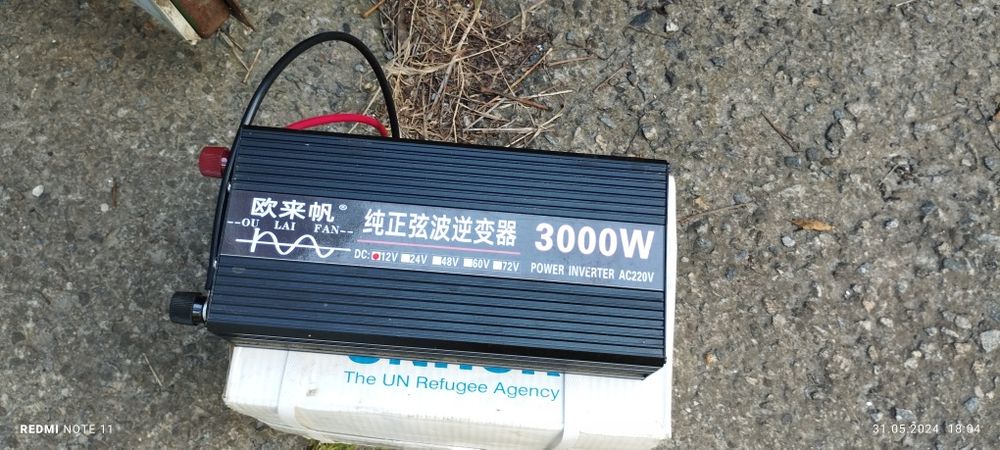 欧来帆®
--OU LAI FAN--
纯正弦波逆变器
3000W
DC: 12V 24V 48V 60V 72V
POWER INVERTER AC220V
The UN Refugee Agency
REDMI NOTE 11
31.05.2024 18:04